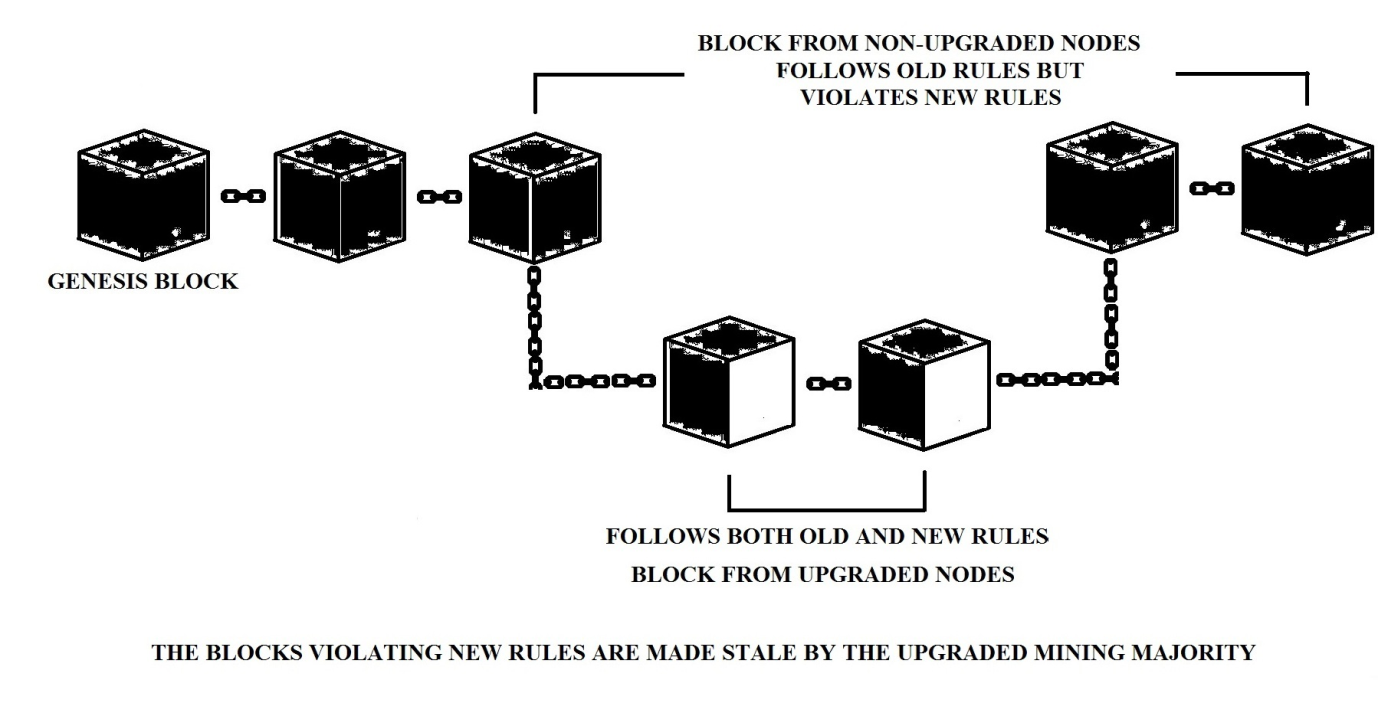 BLOCK FROM NON-UPGRADED NODES
FOLLOWS OLD RULES BUT
VIOLATES NEW RULES
GENESIS BLOCK
FOLLOWS BOTH OLD AND NEW RULES
BLOCK FROM UPGRADED NODES
THE BLOCKS VIOLATING NEW RULES ARE MADE STALE BY THE UPGRADED MINING MAJORITY